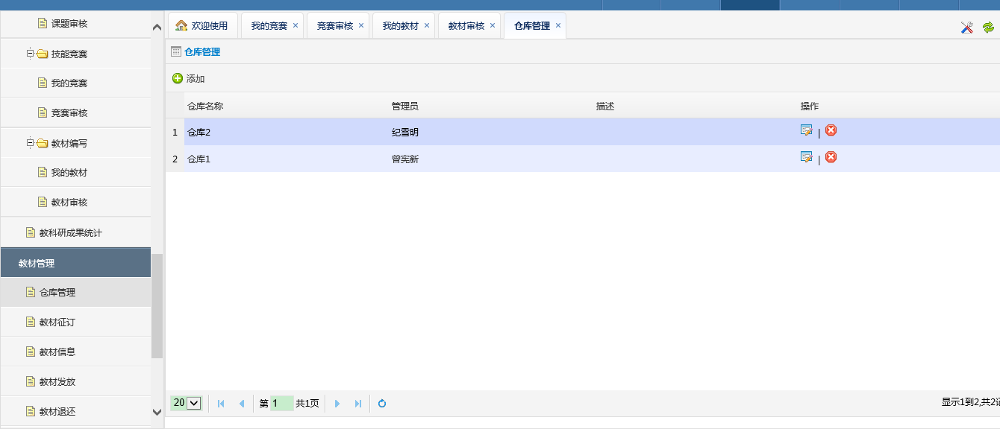 课题审核
技能竞赛
我的竞赛
竞赛审核
教材编写
我的教材
教材审核
教科研成果统计
教材管理
仓库管理
教材征订
教材信息
教材发放
教材退还
欢迎使用 我的竞赛 × 竞赛审核 × 我的教材 × 教材审核 × 仓库管理 ×
仓库管理
添加
仓库名称 管理员 描述 操作
1 仓库2 纪雪明 |
2 仓库1 曾宪新 |
20 第 1 共1页 显示1到2,共2记